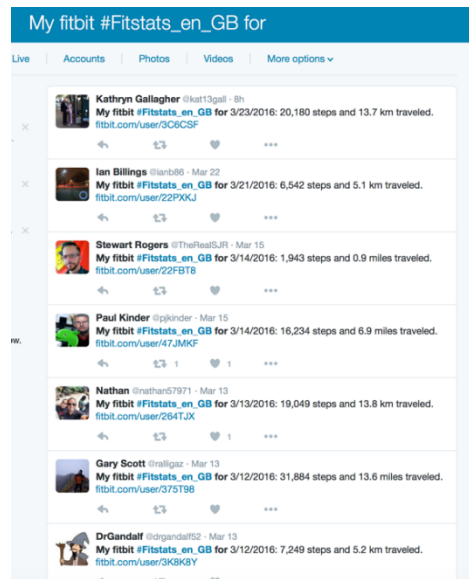 My fitbit #Fitstats_en_GB for
Live Accounts Photos Videos More options
Kathryn Gallagher @kat13gall · 8h
My fitbit #Fitstats_en_GB for 3/23/2016: 20,180 steps and 13.7 km traveled.
fitbit.com/user/3C6CSF
Ian Billings @ianb86 · Mar 22
My fitbit #Fitstats_en_GB for 3/21/2016: 6,542 steps and 5.1 km traveled.
fitbit.com/user/22PXKJ
Stewart Rogers @TheRealSJR · Mar 15
My fitbit #Fitstats_en_GB for 3/14/2016: 1,943 steps and 0.9 miles traveled.
fitbit.com/user/22FBT8
Paul Kinder @pjkinder · Mar 15
My fitbit #Fitstats_en_GB for 3/14/2016: 16,234 steps and 6.9 miles traveled.
fitbit.com/user/47JMKF
ow.
1 1
Nathan @nathan57971 · Mar 13
My fitbit #Fitstats_en_GB for 3/13/2016: 19,049 steps and 13.8 km traveled.
fitbit.com/user/264TJX
1
Gary Scott @ralligaz · Mar 13
My fitbit #Fitstats_en_GB for 3/12/2016: 31,884 steps and 13.6 miles traveled.
fitbit.com/user/375T98
DrGandalf @drgandalf52 · Mar 13
My fitbit #Fitstats_en_GB for 3/12/2016: 7,249 steps and 5.2 km traveled.
fitbit.com/user/3K8K8Y